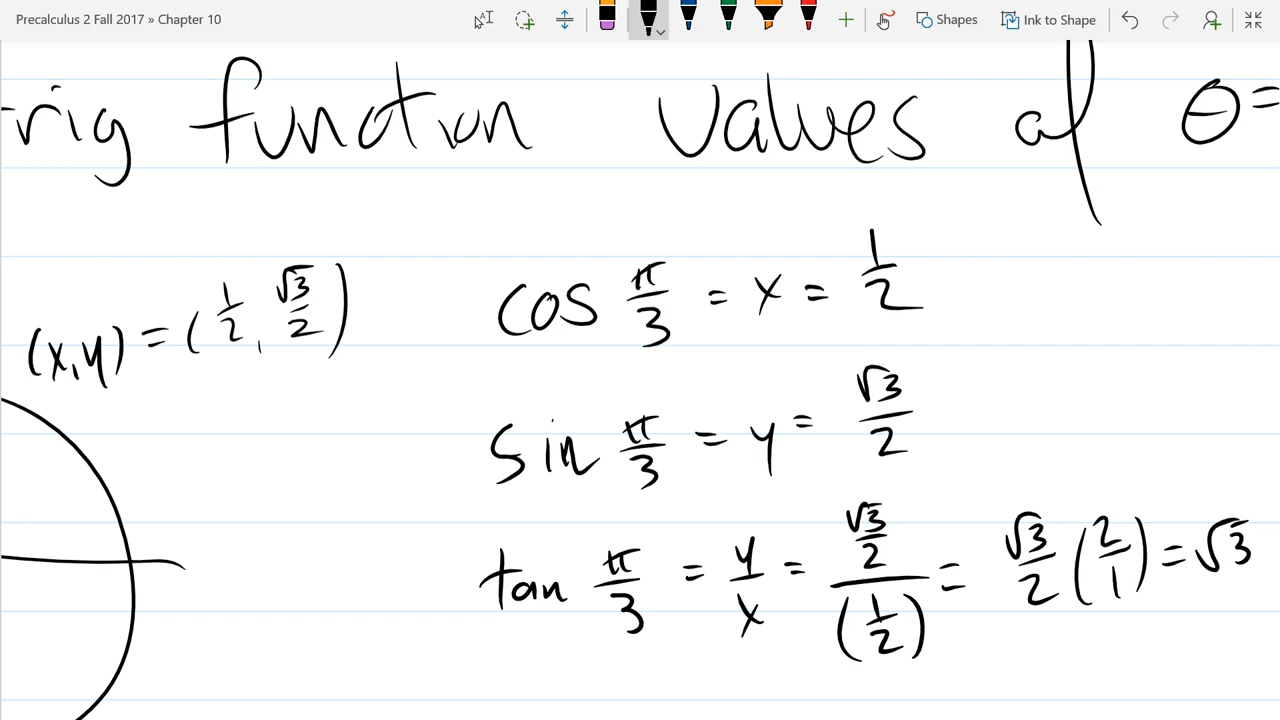 Precalculus 2 Fall 2017 » Chapter 10
Shapes
Ink to Shape
trig function values of θ=
(x,y) = (1/2, √3/2)
cos π/3 = x = 1/2
sin π/3 = y = √3/2
tan π/3 = y/x = (√3/2)/(1/2) = √3/2 (2/1) = √3